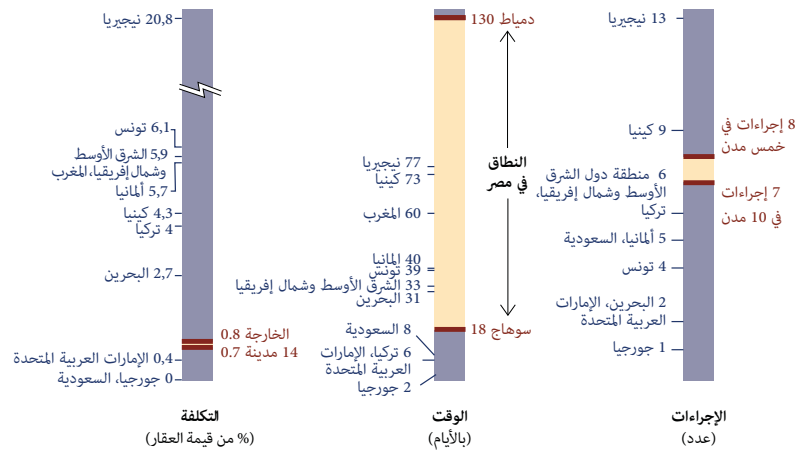 13 نيجيريا
9 كينيا
8 إجراءات في
خمس مدن
6 منطقة دول الشرق
الأوسط وشمال إفريقيا،
تركيا
7 إجراءات
في 10 مدن
5 ألمانيا، السعودية
4 تونس
2 البحرين، الإمارات
العربية المتحدة
1 جورجيا
الإجراءات
(عدد)
دمياط 130
النطاق
في مصر
77 نيجيريا
73 كينيا
60 المغرب
40 المانيا
39 تونس
33 الشرق الأوسط وشمال إفريقيا
31 البحرين
سوهاج 18
8 السعودية
6 تركيا، الإمارات
العربية المتحدة
2 جورجيا
الوقت
(بالأيام)
20,8 نيجيريا
6,1 تونس
5,9 الشرق الأوسط
وشمال إفريقيا، المغرب
5,7 ألمانيا
4,3 كينيا
4 تركيا
2,7 البحرين
الخارجة 0.8
14 مدينة 0.7
0,4 الإمارات العربية المتحدة
0 جورجيا، السعودية
التكلفة
(% من قيمة العقار)